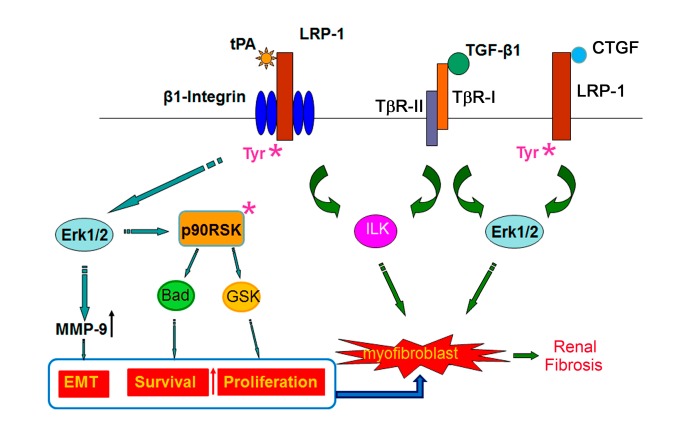 tPA
LRP-1
TGF-β1
CTGF
β1-Integrin
TβR-II
TβR-I
LRP-1
Tyr *
Tyr *
*
Erk1/2
p90RSK
ILK
Erk1/2
Bad
GSK
MMP-9
myofibroblast
Renal
Fibrosis
EMT
Survival
Proliferation